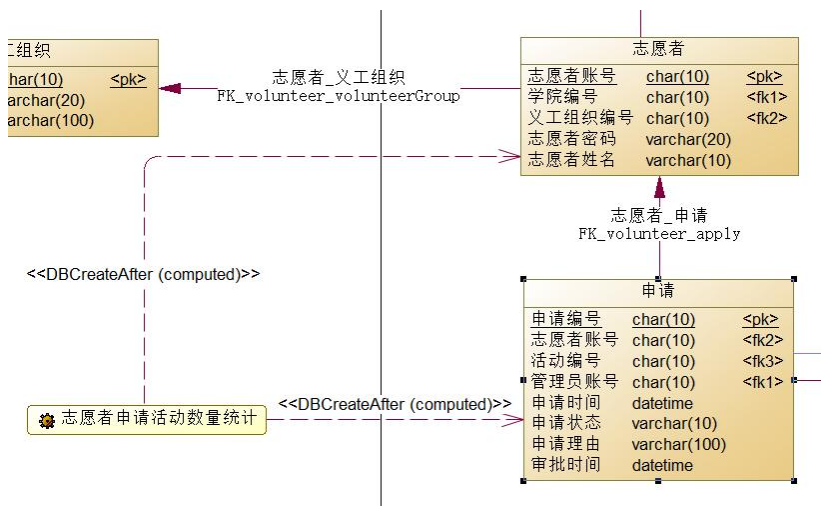 工组织
har(10) <pk>
archar(20)
archar(100)
志愿者_义工组织
FK_volunteer_volunteerGroup
志愿者
志愿者账号 char(10) <pk>
学院编号 char(10) <fk1>
义工组织编号 char(10) <fk2>
志愿者密码 varchar(20)
志愿者姓名 varchar(10)
志愿者_申请
FK_volunteer_apply
<<DBCreateAfter (computed)>>
申请
申请编号 char(10) <pk>
志愿者账号 char(10) <fk2>
活动编号 char(10) <fk3>
管理员账号 char(10) <fk1>
申请时间 datetime
申请状态 varchar(10)
申请理由 varchar(100)
审批时间 datetime
<<DBCreateAfter (computed)>>
志愿者申请活动数量统计